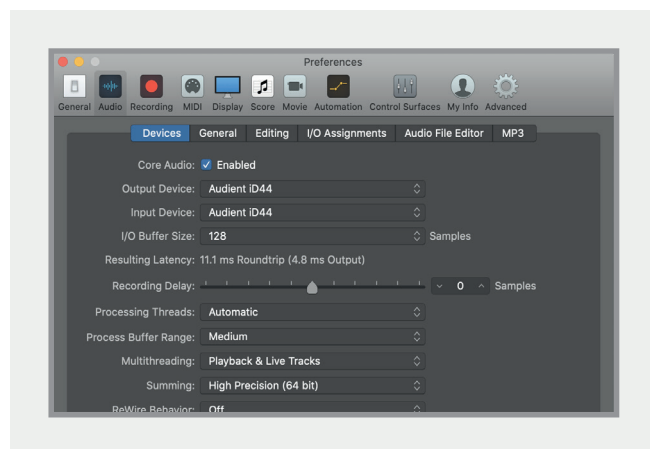 Preferences
General Audio Recording MIDI Display Score Movie Automation Control Surfaces My Info Advanced
Devices General Editing I/O Assignments Audio File Editor MP3
Core Audio: Enabled
Output Device: Audient iD44
Input Device: Audient iD44
I/O Buffer Size: 128 Samples
Resulting Latency: 11.1 ms Roundtrip (4.8 ms Output)
Recording Delay: 0 Samples
Processing Threads: Automatic
Process Buffer Range: Medium
Multithreading: Playback & Live Tracks
Summing: High Precision (64 bit)
ReWire Behavior: Off